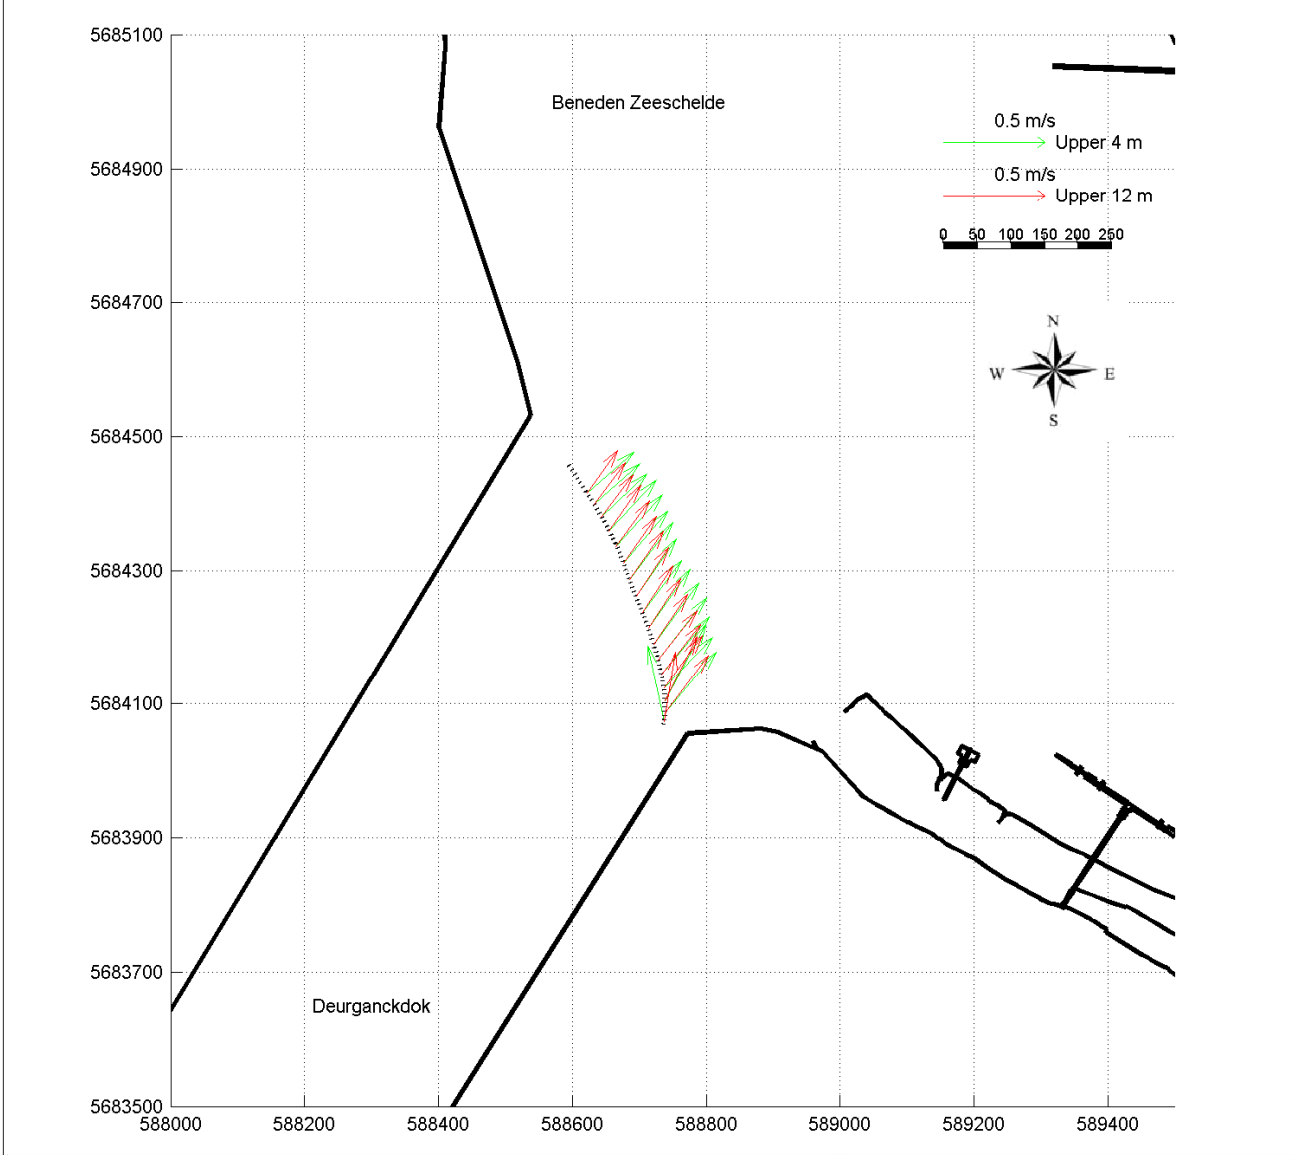 5685100
Beneden Zeeschelde
0.5 m/s
Upper 4 m
5684900
0.5 m/s
Upper 12 m
0 50 100 150 200 250
5684700
N
W E
S
5684500
5684300
5684100
5683900
5683700
Deurganckdok
5683500
588000 588200 588400 588600 588800 589000 589200 589400